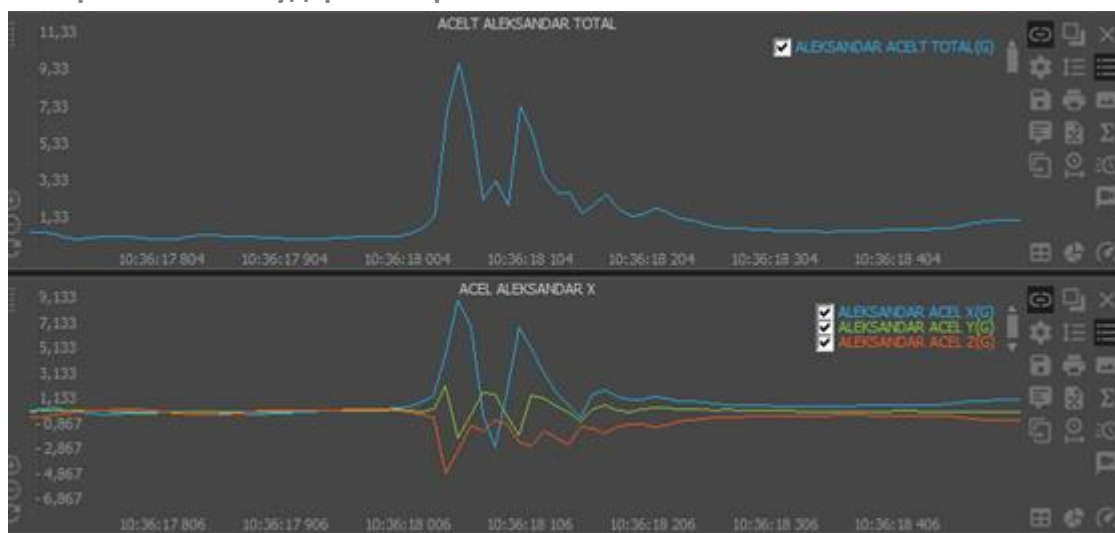 ACELT ALEKSANDAR TOTAL
11,33
ALEKSANDAR ACELT TOTAL(G)
9,33
7,33
5,33
3,33
1,33
10:36:17 804 10:36:17 904 10:36:18 004 10:36:18 104 10:36:18 204 10:36:18 304 10:36:18 404
ACEL ALEKSANDAR X
9,133
ALEKSANDAR ACEL X(G)
7,133
ALEKSANDAR ACEL Y(G)
5,133
ALEKSANDAR ACEL Z(G)
3,133
1,133
-0,867
-2,867
-4,867
-6,867
10:36:17 806 10:36:17 906 10:36:18 006 10:36:18 106 10:36:18 206 10:36:18 306 10:36:18 406